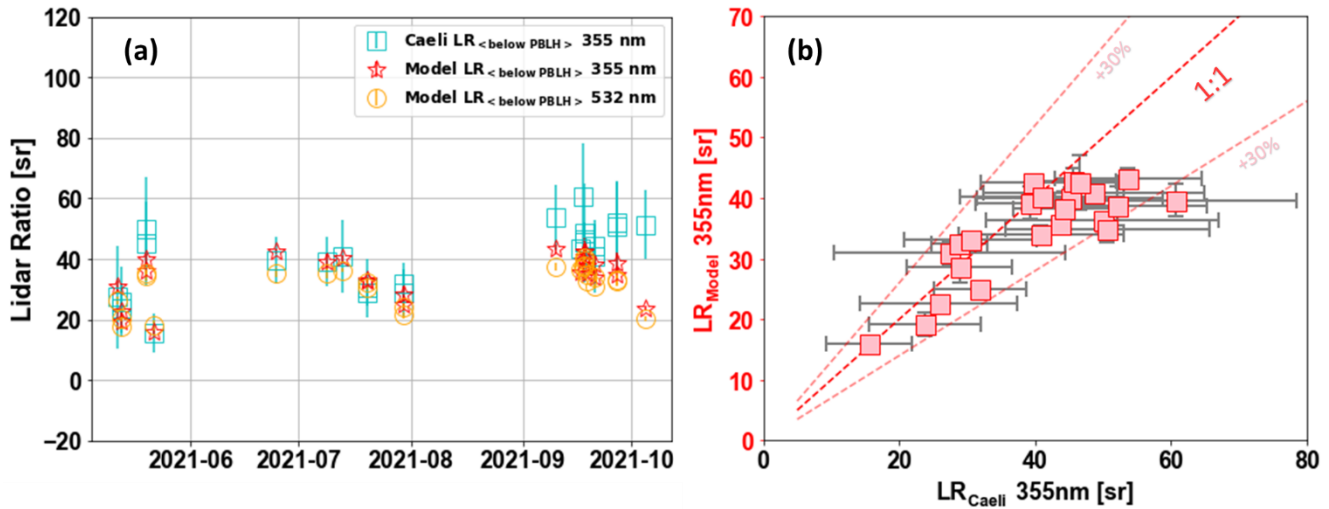 (a)
Caeli LR<below PBLH> 355 nm
Model LR<below PBLH> 355 nm
Model LR<below PBLH> 532 nm
Lidar Ratio [sr]
120
100
80
60
40
20
0
−20
2021-06 2021-07 2021-08 2021-09 2021-10
(b)
+30%
1:1
+30%
LRModel 355nm [sr]
70
60
50
40
30
20
10
0
0 20 40 60 80
LRCaeli 355nm [sr]